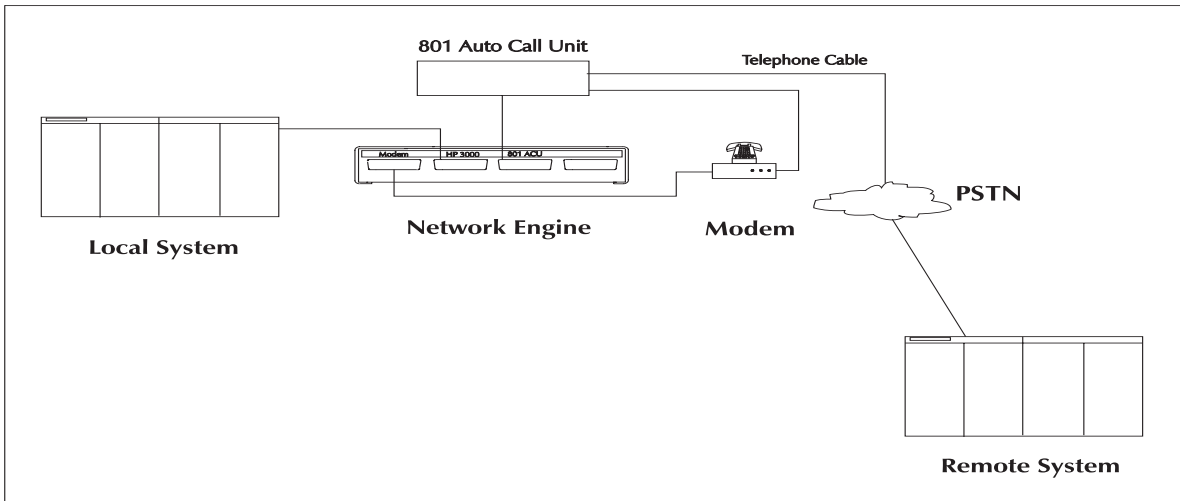 801 Auto Call Unit
Telephone Cable
Modem HP 3000 801 ACU
PSTN
Network Engine
Modem
Local System
Remote System